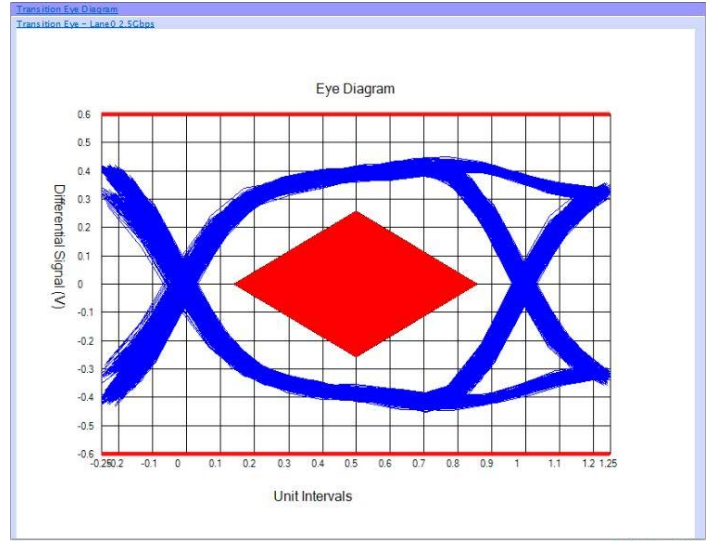 Transition Eye Diagram
Transition Eye - Lane0 2.5Gbps
Eye Diagram
0.6
0.5
0.4
0.3
0.2
0.1
0
-0.1
-0.2
-0.3
-0.4
-0.5
-0.6
Differential Signal (V)
-0.25 0.2 -0.1 0 0.1 0.2 0.3 0.4 0.5 0.6 0.7 0.8 0.9 1 1.1 1.2 1.25
Unit Intervals